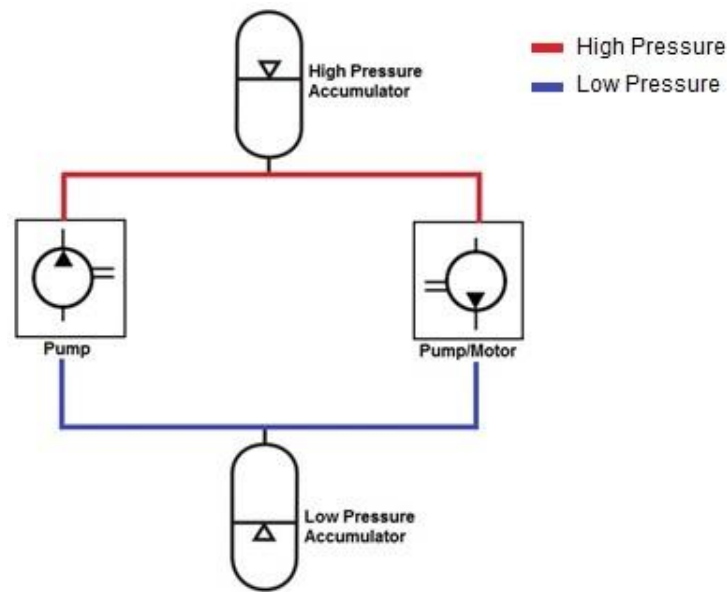 High Pressure
Accumulator
High Pressure
Low Pressure
Pump
Pump/Motor
Low Pressure
Accumulator